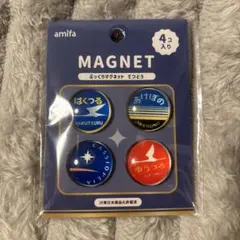 amifa
4コ入り
MAGNET
ぷっくりマグネット てつどう
はくつる
HAKUTSURU
あけぼの
AKEBONO
CASSIOPEIA
ゆうづる
JR東日本商品化許諾済